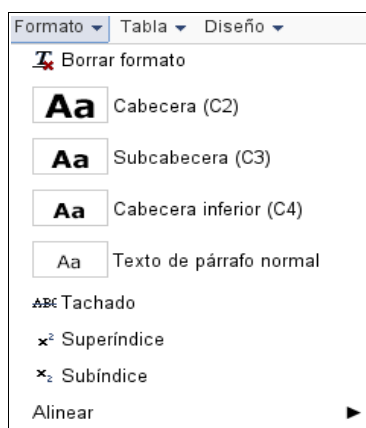 Formato Tabla Diseño
Borrar formato
Aa Cabecera (C2)
Aa Subcabecera (C3)
Aa Cabecera inferior (C4)
Aa Texto de párrafo normal
ABC Tachado
x² Superíndice
x₂ Subíndice
Alinear